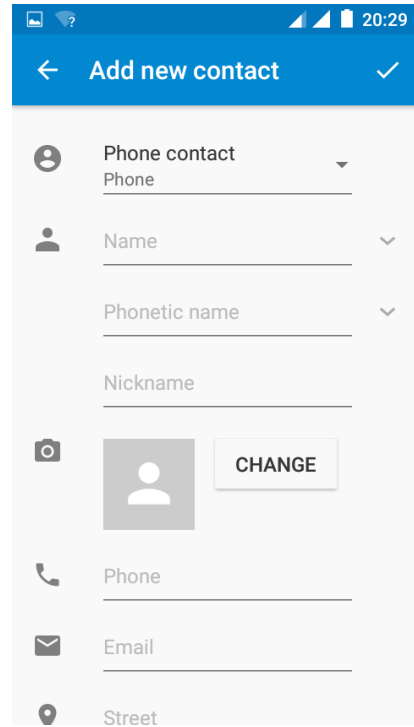 20:29
Add new contact
Phone contact
Phone
Name
Phonetic name
Nickname
CHANGE
Phone
Email
Street